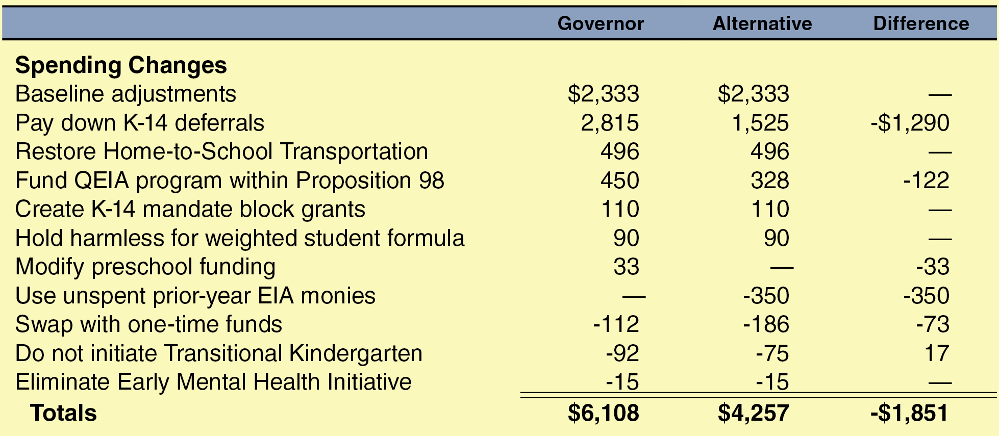 Governor Alternative Difference
Spending Changes
Baseline adjustments $2,333 $2,333 —
Pay down K-14 deferrals 2,815 1,525 -$1,290
Restore Home-to-School Transportation 496 496 —
Fund QEIA program within Proposition 98 450 328 -122
Create K-14 mandate block grants 110 110 —
Hold harmless for weighted student formula 90 90 —
Modify preschool funding 33 — -33
Use unspent prior-year EIA monies — -350 -350
Swap with one-time funds -112 -186 -73
Do not initiate Transitional Kindergarten -92 -75 17
Eliminate Early Mental Health Initiative -15 -15 —
Totals $6,108 $4,257 -$1,851